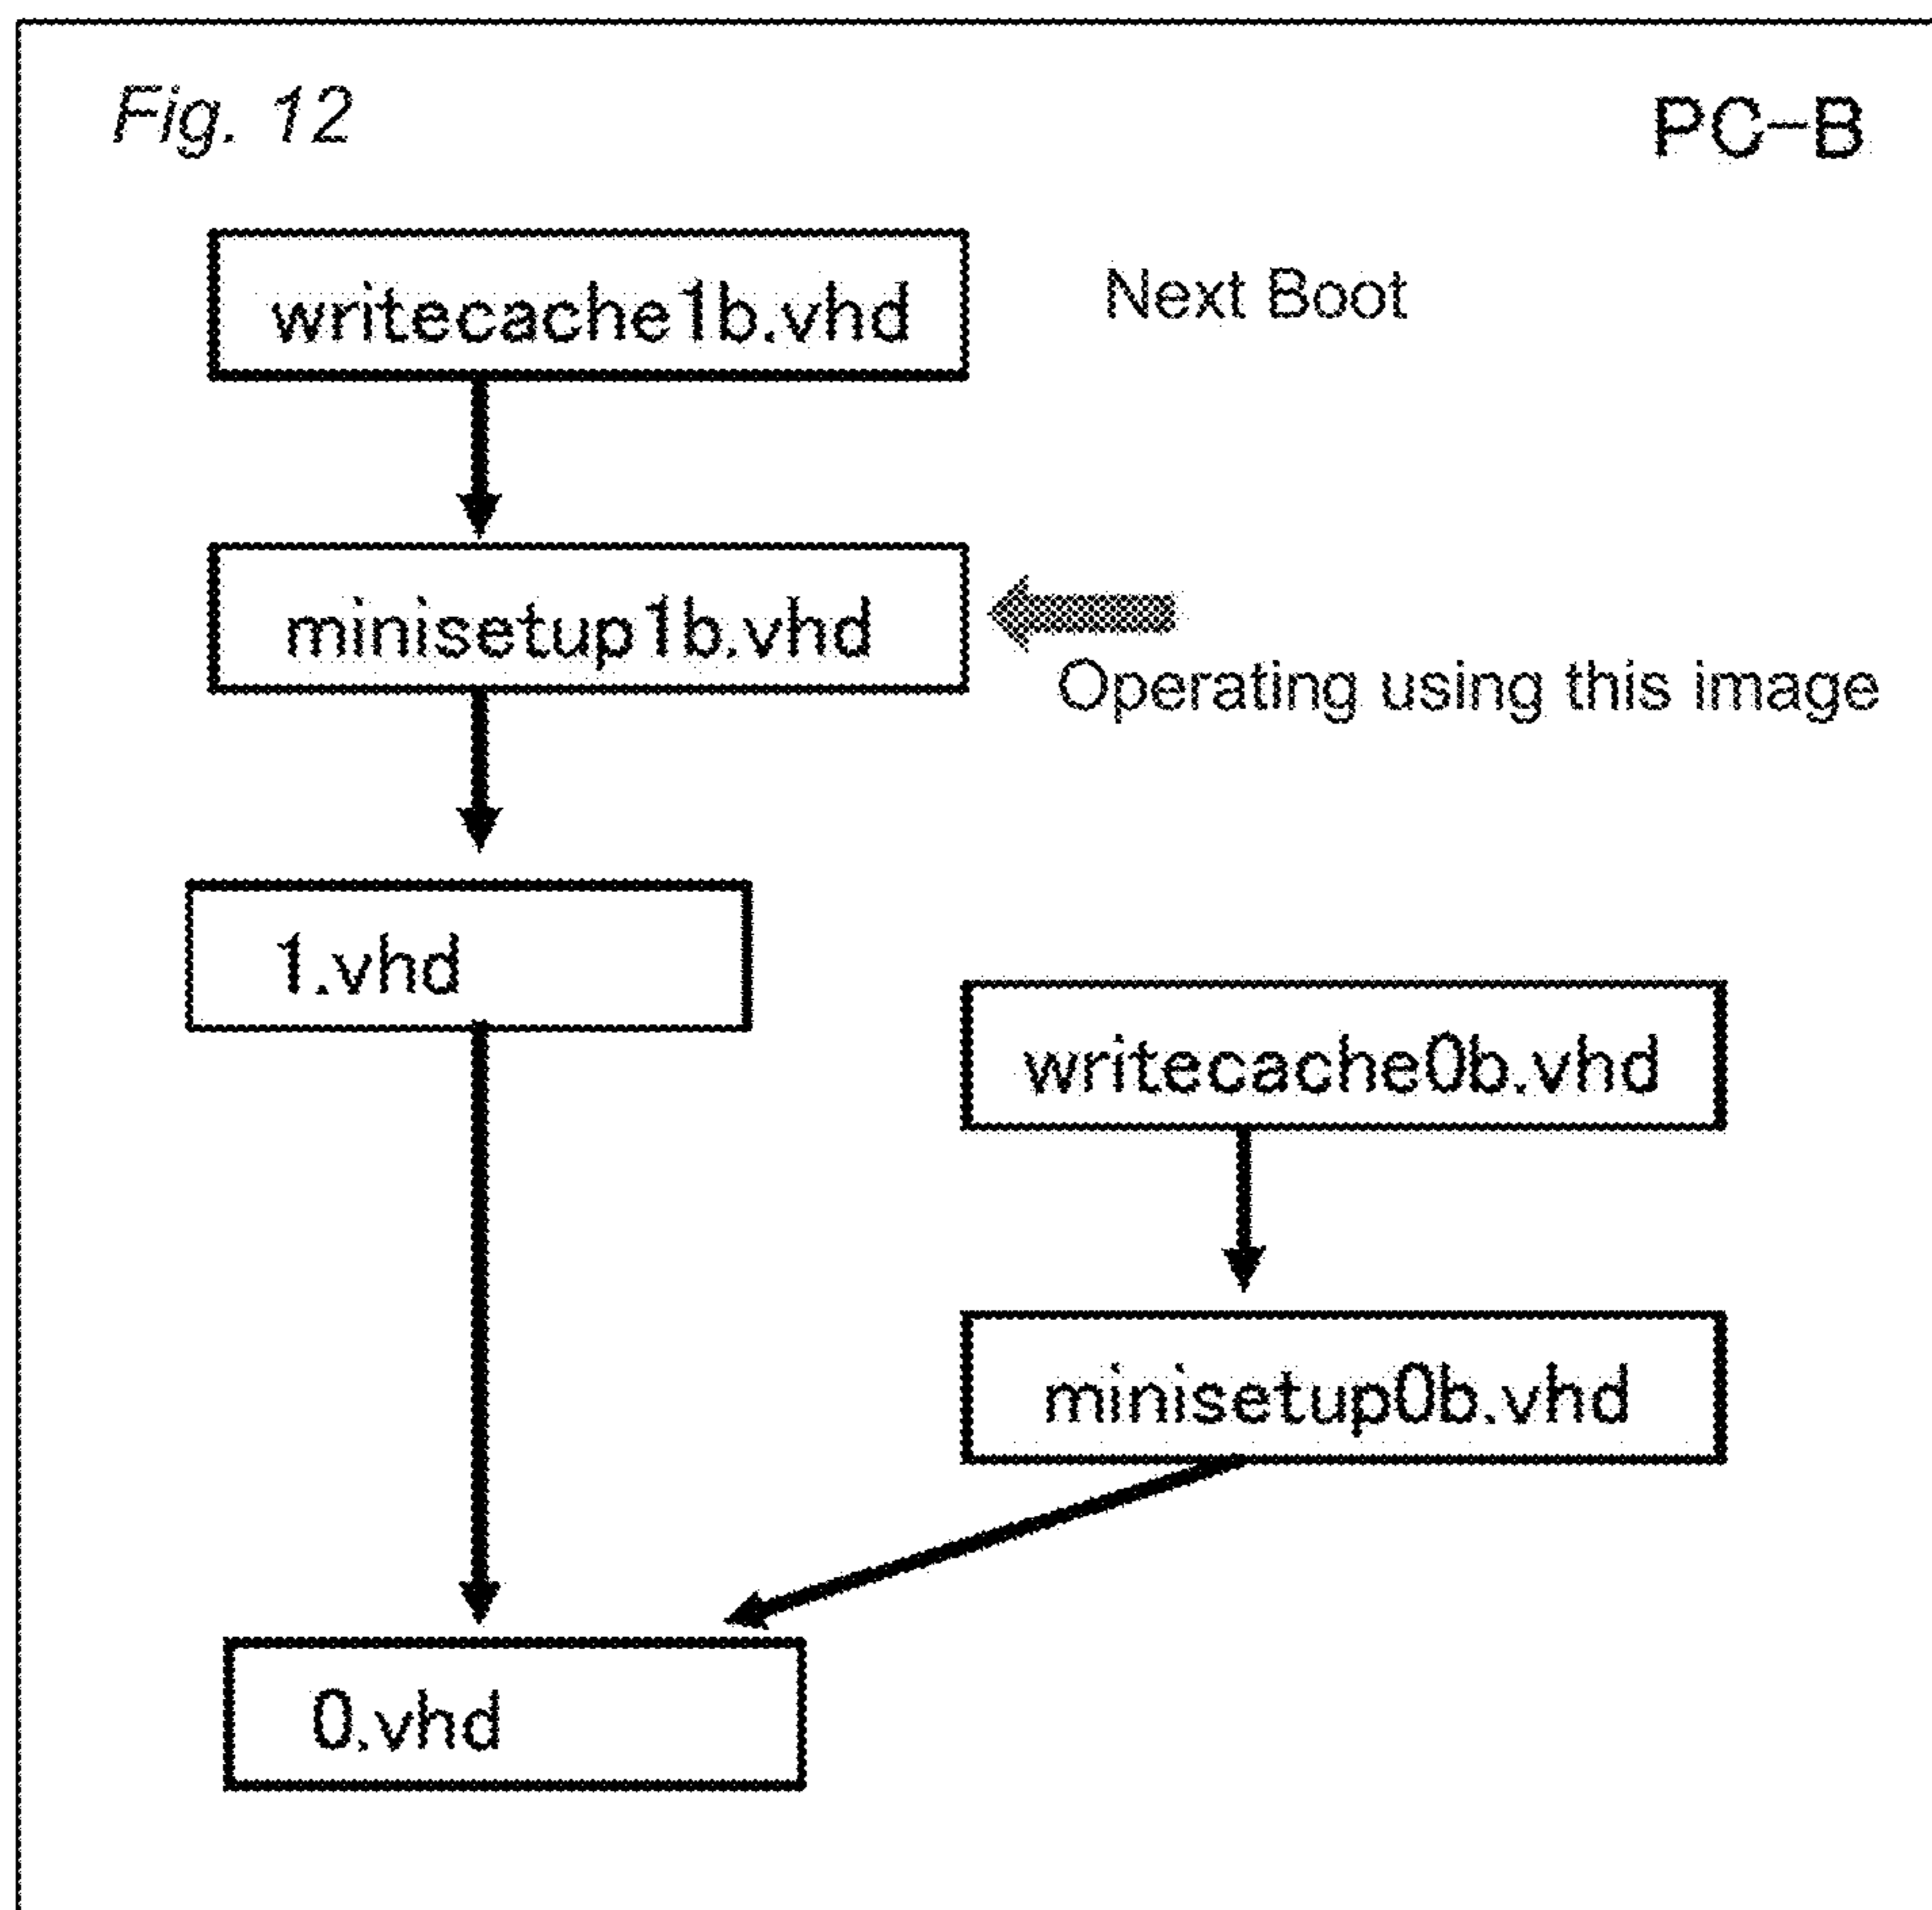 Fig. 12
PC-B
writecache1b.vhd
Next Boot
minisetup1b.vhd
Operating using this image
1.vhd
writecache0b.vhd
minisetup0b.vhd
0.vhd